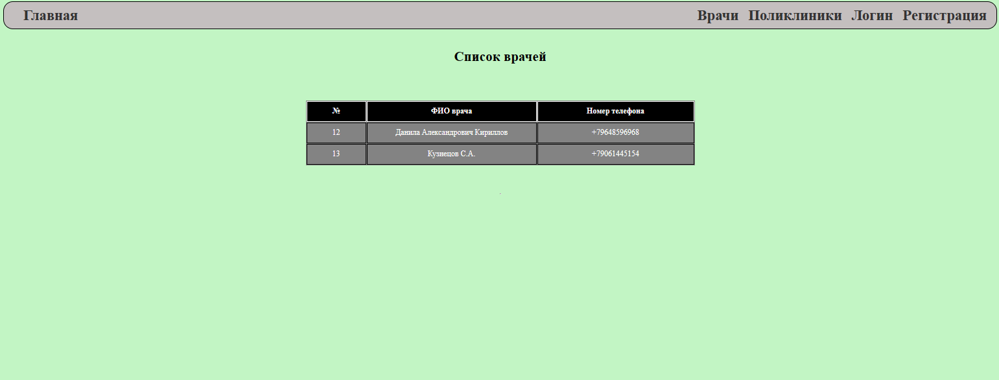 Главная Врачи Поликлиники Логин Регистрация
Список врачей
№ ФИО врача Номер телефона
12 Данила Александрович Кириллов +79648596968
13 Кузнецов С.А. +79061445154